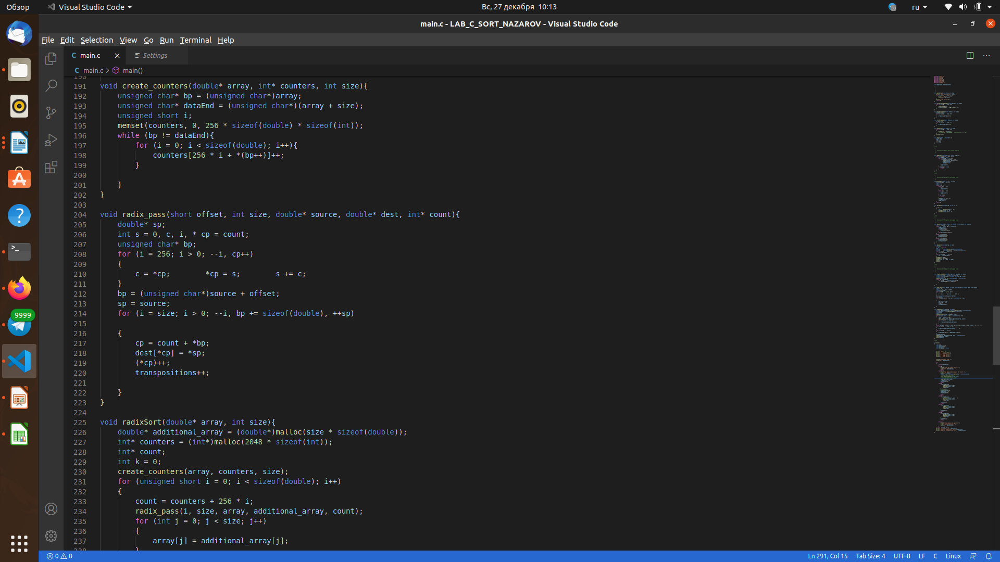 Обзор
Visual Studio Code
Вс, 27 декабря 10:13
ru
main.c - LAB_C_SORT_NAZAROV - Visual Studio Code
File Edit Selection View Go Run Terminal Help
C main.c
Settings
C main.c > main()
190
191 void create_counters(double* array, int* counters, int size){
192 unsigned char* bp = (unsigned char*)array;
193 unsigned char* dataEnd = (unsigned char*)(array + size);
194 unsigned short i;
195 memset(counters, 0, 256 * sizeof(double) * sizeof(int));
196 while (bp != dataEnd){
197 for (i = 0; i < sizeof(double); i++){
198 counters[256 * i + *(bp++)]++;
199 }
200
201 }
202 }
203
204 void radix_pass(short offset, int size, double* source, double* dest, int* count){
205 double* sp;
206 int s = 0, c, i, * cp = count;
207 unsigned char* bp;
208 for (i = 256; i > 0; --i, cp++)
209 {
210 c = *cp; *cp = s; s += c;
211 }
212 bp = (unsigned char*)source + offset;
213 sp = source;
214 for (i = size; i > 0; --i, bp += sizeof(double), ++sp)
215
216 {
217 cp = count + *bp;
218 dest[*cp] = *sp;
219 (*cp)++;
220 transpositions++;
221
222 }
223 }
224
225 void radixSort(double* array, int size){
226 double* additional_array = (double*)malloc(size * sizeof(double));
227 int* counters = (int*)malloc(2048 * sizeof(int));
228 int* count;
229 int k = 0;
230 create_counters(array, counters, size);
231 for (unsigned short i = 0; i < sizeof(double); i++)
232 {
233 count = counters + 256 * i;
234 radix_pass(i, size, array, additional_array, count);
235 for (int j = 0; j < size; j++)
236 {
237 array[j] = additional_array[j];
238 }
9999
0 0
Ln 291, Col 15 Tab Size: 4 UTF-8 LF C Linux